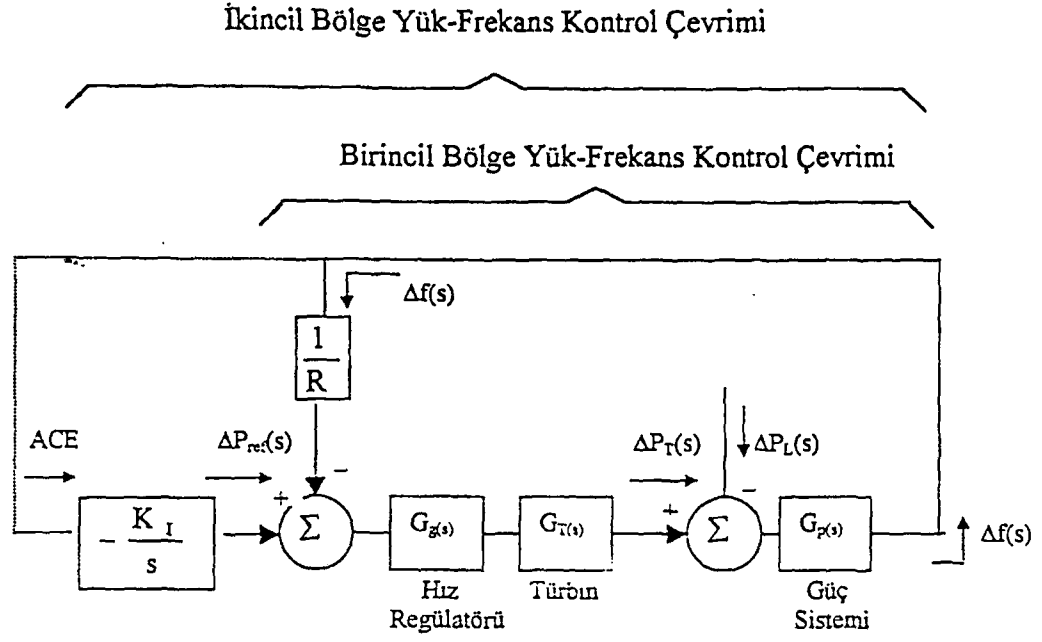 İkincil Bölge Yük-Frekans Kontrol Çevrimi
Birincil Bölge Yük-Frekans Kontrol Çevrimi
Δf(s)
1
R
ACE
ΔP_ref(s)
ΔP_T(s)
ΔP_L(s)
−
+
−
+
- K_I
s
Σ
G_g(s)
G_T(s)
Σ
G_p(s)
Δf(s)
Hız
Regülatörü
Türbin
Güç
Sistemi